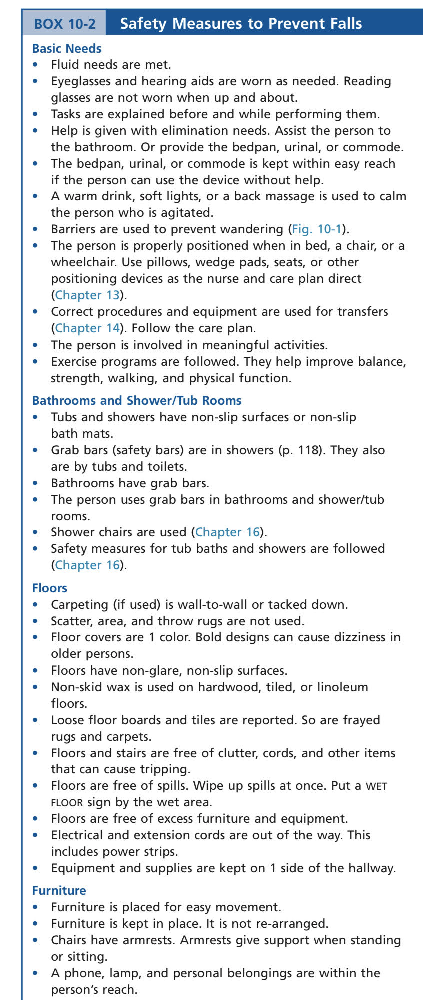 BOX 10-2 Safety Measures to Prevent Falls
Basic Needs
• Fluid needs are met.
• Eyeglasses and hearing aids are worn as needed. Reading
glasses are not worn when up and about.
• Tasks are explained before and while performing them.
• Help is given with elimination needs. Assist the person to
the bathroom. Or provide the bedpan, urinal, or commode.
• The bedpan, urinal, or commode is kept within easy reach
if the person can use the device without help.
• A warm drink, soft lights, or a back massage is used to calm
the person who is agitated.
• Barriers are used to prevent wandering (Fig. 10-1).
• The person is properly positioned when in bed, a chair, or a
wheelchair. Use pillows, wedge pads, seats, or other
positioning devices as the nurse and care plan direct
(Chapter 13).
• Correct procedures and equipment are used for transfers
(Chapter 14). Follow the care plan.
• The person is involved in meaningful activities.
• Exercise programs are followed. They help improve balance,
strength, walking, and physical function.
Bathrooms and Shower/Tub Rooms
• Tubs and showers have non-slip surfaces or non-slip
bath mats.
• Grab bars (safety bars) are in showers (p. 118). They also
are by tubs and toilets.
• Bathrooms have grab bars.
• The person uses grab bars in bathrooms and shower/tub
rooms.
• Shower chairs are used (Chapter 16).
• Safety measures for tub baths and showers are followed
(Chapter 16).
Floors
• Carpeting (if used) is wall-to-wall or tacked down.
• Scatter, area, and throw rugs are not used.
• Floor covers are 1 color. Bold designs can cause dizziness in
older persons.
• Floors have non-glare, non-slip surfaces.
• Non-skid wax is used on hardwood, tiled, or linoleum
floors.
• Loose floor boards and tiles are reported. So are frayed
rugs and carpets.
• Floors and stairs are free of clutter, cords, and other items
that can cause tripping.
• Floors are free of spills. Wipe up spills at once. Put a WET
FLOOR sign by the wet area.
• Floors are free of excess furniture and equipment.
• Electrical and extension cords are out of the way. This
includes power strips.
• Equipment and supplies are kept on 1 side of the hallway.
Furniture
• Furniture is placed for easy movement.
• Furniture is kept in place. It is not re-arranged.
• Chairs have armrests. Armrests give support when standing
or sitting.
• A phone, lamp, and personal belongings are within the
person’s reach.